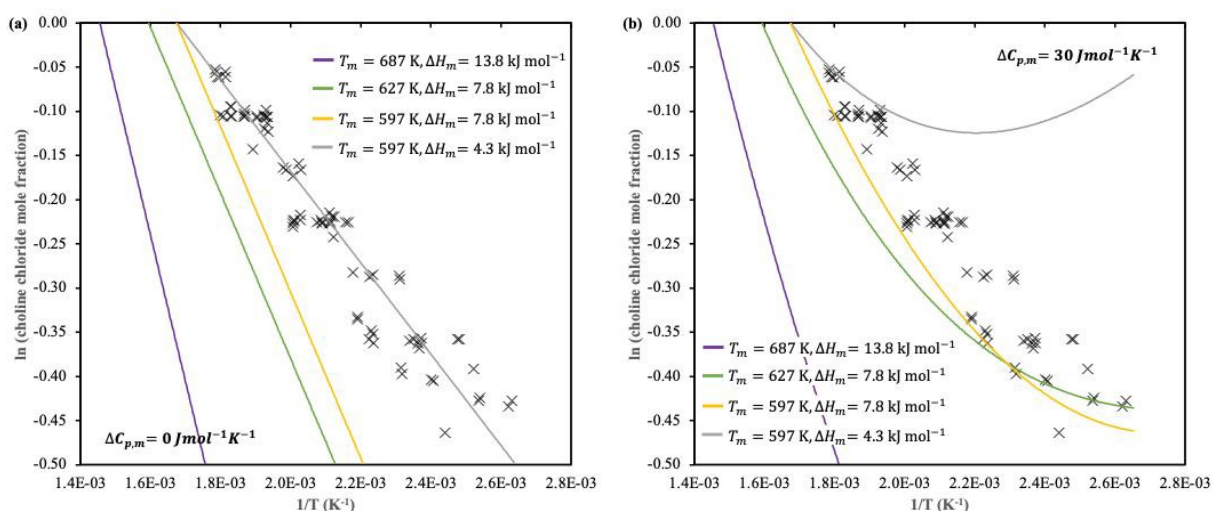 (a)
0.00
-0.05
-0.10
-0.15
-0.20
-0.25
-0.30
-0.35
-0.40
-0.45
-0.50
ln (choline chloride mole fraction)
T_m = 687 K, ΔH_m = 13.8 kJ mol⁻¹
T_m = 627 K, ΔH_m = 7.8 kJ mol⁻¹
T_m = 597 K, ΔH_m = 7.8 kJ mol⁻¹
T_m = 597 K, ΔH_m = 4.3 kJ mol⁻¹
ΔC_{p,m} = 0 Jmol⁻¹K⁻¹
1.4E-03 1.6E-03 1.8E-03 2.0E-03 2.2E-03 2.4E-03 2.6E-03 2.8E-03
1/T (K⁻¹)
(b)
0.00
-0.05
-0.10
-0.15
-0.20
-0.25
-0.30
-0.35
-0.40
-0.45
-0.50
ln (choline chloride mole fraction)
ΔC_{p,m} = 30 Jmol⁻¹K⁻¹
T_m = 687 K, ΔH_m = 13.8 kJ mol⁻¹
T_m = 627 K, ΔH_m = 7.8 kJ mol⁻¹
T_m = 597 K, ΔH_m = 7.8 kJ mol⁻¹
T_m = 597 K, ΔH_m = 4.3 kJ mol⁻¹
1.4E-03 1.6E-03 1.8E-03 2.0E-03 2.2E-03 2.4E-03 2.6E-03 2.8E-03
1/T (K⁻¹)